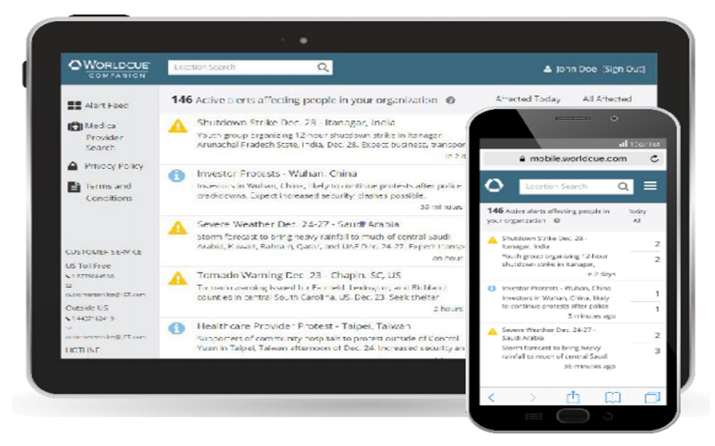 WORLDCUE
COMPANION
Location Search
John Doe [Sign Out]
Alert Feed
Medical
Provider
Search
Privacy Policy
Terms and
Conditions
CUSTOMER SERVICE
US Toll Free
Outside US
HOTLINE
146 Active alerts affecting people in your organization
Affected Today All Affected
Shutdown Strike Dec. 28 - Itanagar, India
Youth group organizing 12-hour shutdown strike in Itanagar
Arunachal Pradesh State, India, Dec. 28. Expect business, transpor
in 2 d
Investor Protests - Wuhan, China
Investors in Wuhan, China, likely to continue protests after police
crackdowns. Expect increased security; clashes possible.
Severe Weather Dec. 24-27 - Saudi Arabia
Storm forecast to bring heavy rainfall to much of central Saudi
Arabia, Kuwait, Bahrain, Qatar, and UAE Dec. 24-27. Expect
an hour
Tornado Warning Dec. 23 - Chapin, SC, US
Tornado warning issued for Fairfield, Lexington, and Richland
counties in central South Carolina, US, Dec. 23. Seek shelter
2 hours
Healthcare Provider Protest - Taipei, Taiwan
Supporters of community hospitals to protest outside of Control
Yuan in Taipei, Taiwan afternoon of Dec. 24. Increased security an
mobile.worldcue.com
Location Search
146 Active alerts affecting people in
your organization
Today
All
Shutdown Strike Dec. 28 -
Itanagar, India
2
Youth group organizing 12-hour
shutdown strike in Itanagar,
2
in 2 days
Investor Protests - Wuhan, China
1
Investors in Wuhan, China, likely
to continue protests after police
1
5 minutes ago
Severe Weather Dec. 24-27 -
Saudi Arabia
2
Storm forecast to bring heavy
rainfall to much of central Saudi
3
36 minutes ago